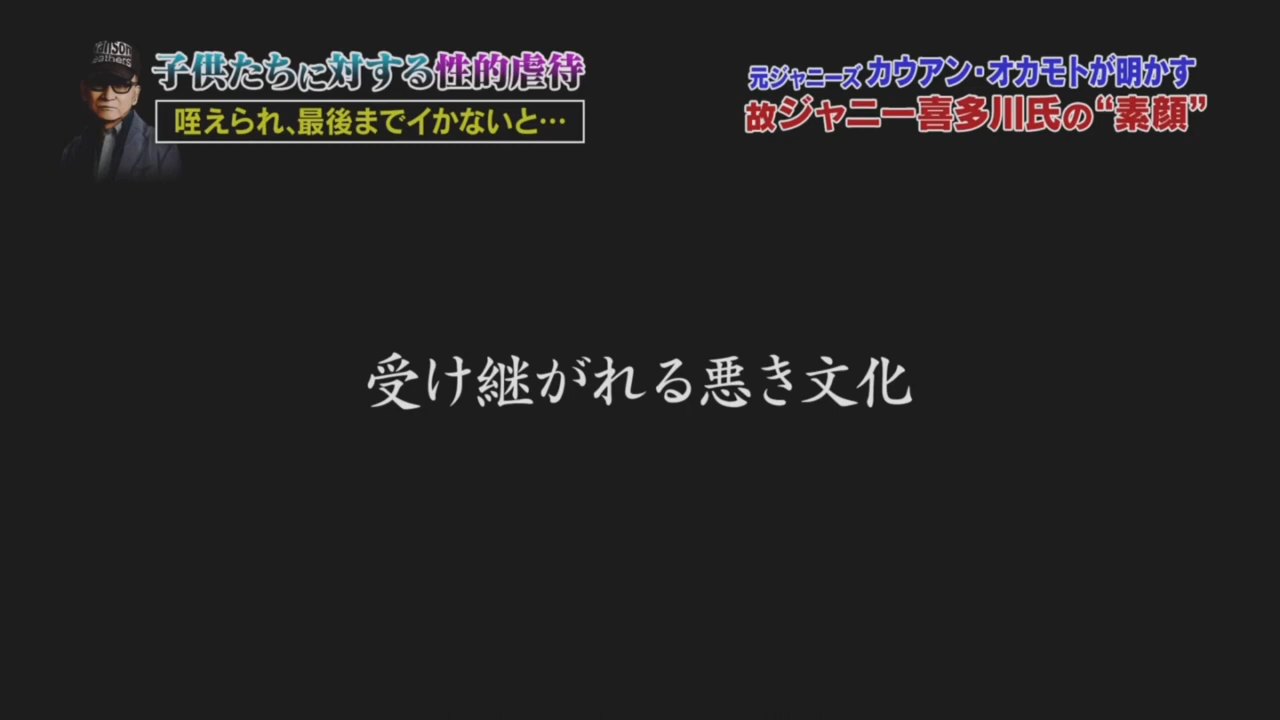 子供たちに対する性的虐待
咥えられ、最後までイかないと…
元ジャニーズ カウアン・オカモトが明かす
故ジャニー喜多川氏の“素顔”
受け継がれる悪き文化